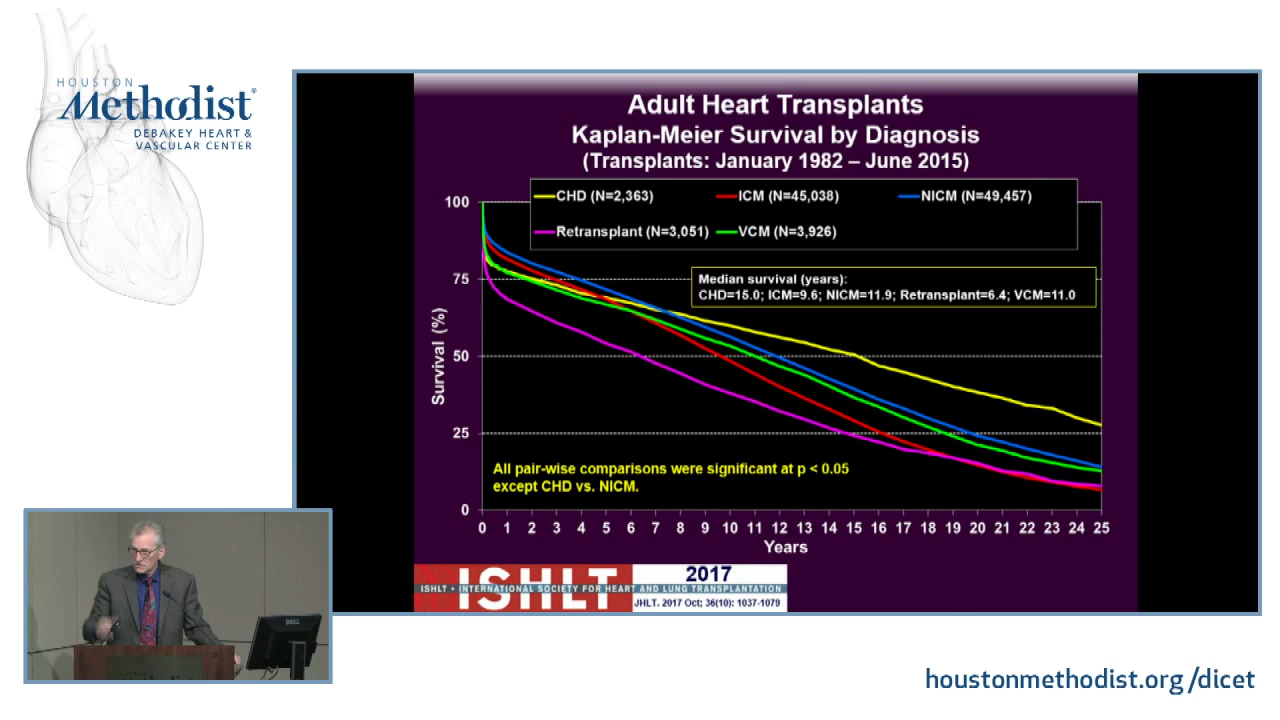 HOUSTON
Methodist®
DEBAKEY HEART &
VASCULAR CENTER
Adult Heart Transplants
Kaplan-Meier Survival by Diagnosis
(Transplants: January 1982 – June 2015)
CHD (N=2,363) ICM (N=45,038) NICM (N=49,457)
Retransplant (N=3,051) VCM (N=3,926)
Median survival (years):
CHD=15.0; ICM=9.6; NICM=11.9; Retransplant=6.4; VCM=11.0
Survival (%)
100
75
50
25
0
All pair-wise comparisons were significant at p < 0.05
except CHD vs. NICM.
0 1 2 3 4 5 6 7 8 9 10 11 12 13 14 15 16 17 18 19 20 21 22 23 24 25
Years
ISHLT
2017
ISHLT • INTERNATIONAL SOCIETY FOR HEART AND LUNG TRANSPLANTATION
JHLT. 2017 Oct; 36(10): 1037-1079
DELL
houstonmethodist.org/dicet